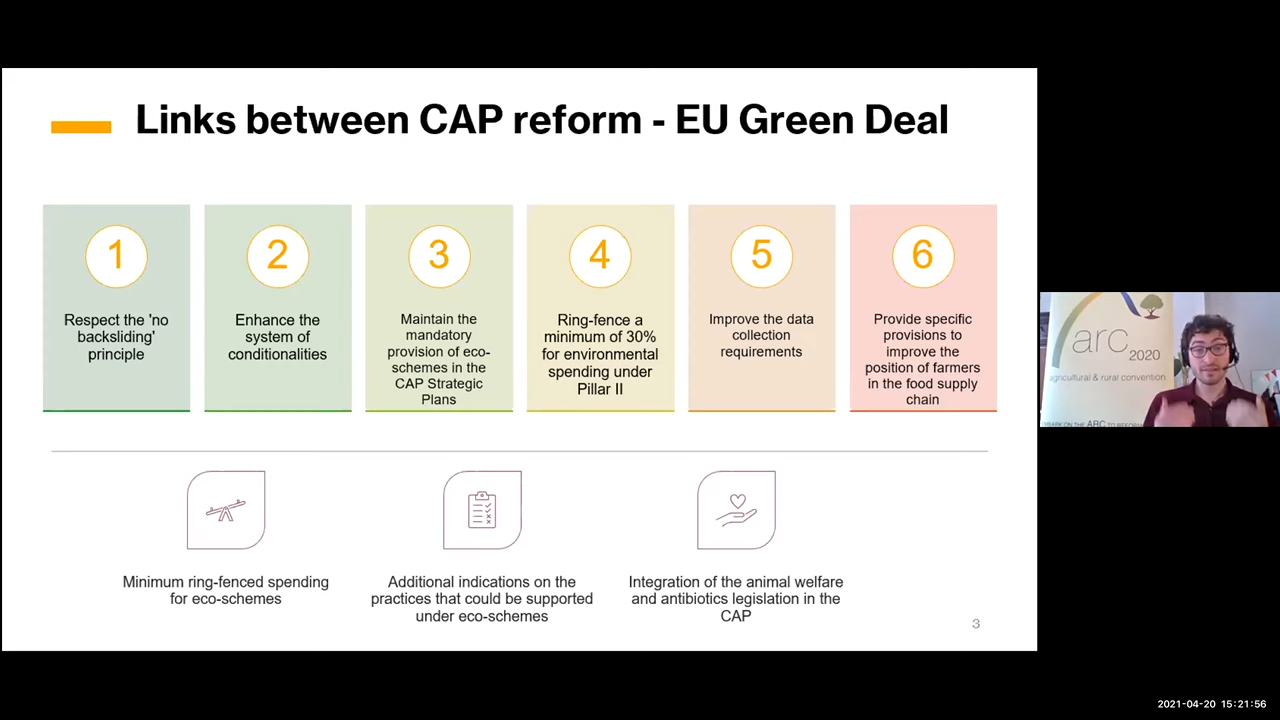 Links between CAP reform - EU Green Deal
1
Respect the 'no
backsliding'
principle
2
Enhance the
system of
conditionalities
3
Maintain the
mandatory
provision of eco-
schemes in the
CAP Strategic
Plans
4
Ring-fence a
minimum of 30%
for environmental
spending under
Pillar II
5
Improve the data
collection
requirements
6
Provide specific
provisions to
improve the
position of farmers
in the food supply
chain
Minimum ring-fenced spending
for eco-schemes
Additional indications on the
practices that could be supported
under eco-schemes
Integration of the animal welfare
and antibiotics legislation in the
CAP
3
arc
2020
agricultural & rural convention
2021-04-20 15:21:56